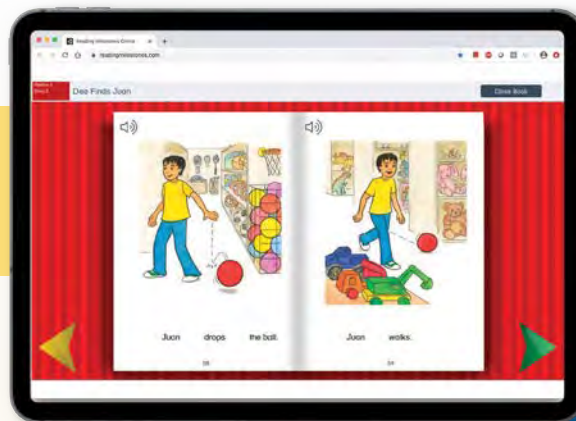 Reading Milestones Online
readingmilestones.com
Dee Finds Juan
Close Book
Juan drops the ball.
Juan walks.